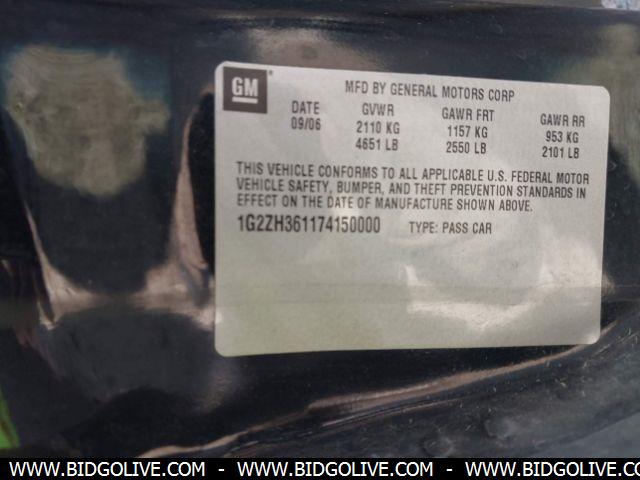 GM ®
MFD BY GENERAL MOTORS CORP
DATE GVWR GAWR FRT GAWR RR
09/06 2110 KG 1157 KG 953 KG
4651 LB 2550 LB 2101 LB
THIS VEHICLE CONFORMS TO ALL APPLICABLE U.S. FEDERAL MOTOR
VEHICLE SAFETY, BUMPER, AND THEFT PREVENTION STANDARDS IN
EFFECT ON THE DATE OF MANUFACTURE SHOWN ABOVE.
1G2ZH361174150000 TYPE: PASS CAR
WWW.BIDGOLIVE.COM - WWW.BIDGOLIVE.COM - WWW.BIDGOLIVE.COM